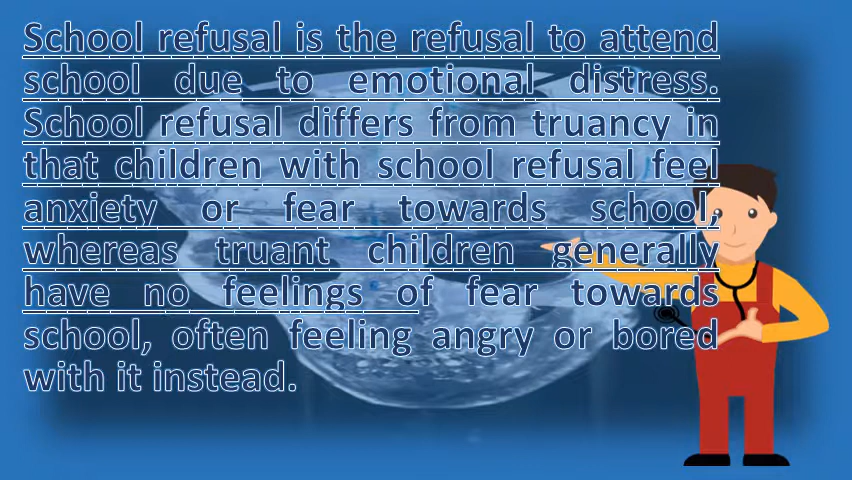 School refusal is the refusal to attend
school due to emotional distress.
School refusal differs from truancy in
that children with school refusal feel
anxiety or fear towards school,
whereas truant children generally
have no feelings of fear towards
school, often feeling angry or bored
with it instead.